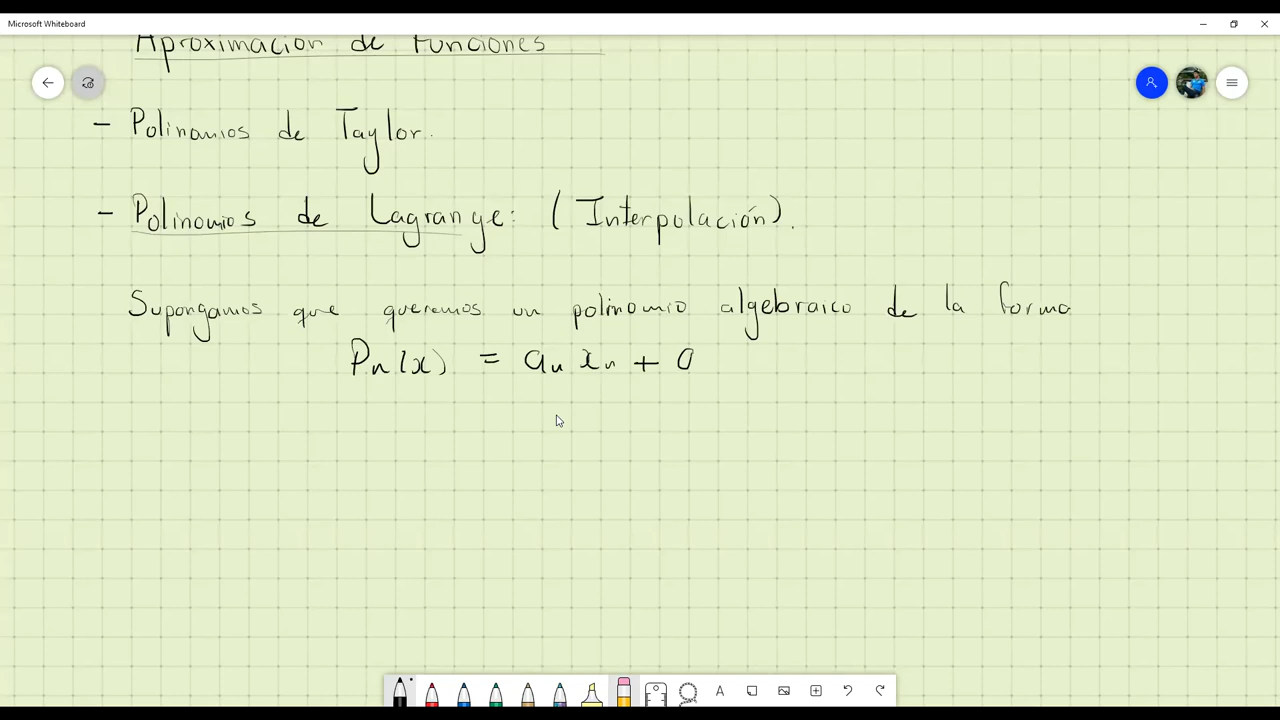 Microsoft Whiteboard
Aproximación de Funciones
- Polinomios de Taylor.
- Polinomios de Lagrange: (Interpolación).
Supongamos que queremos un polinomio algebraico de la forma
Pn(x) = an xn + a
A